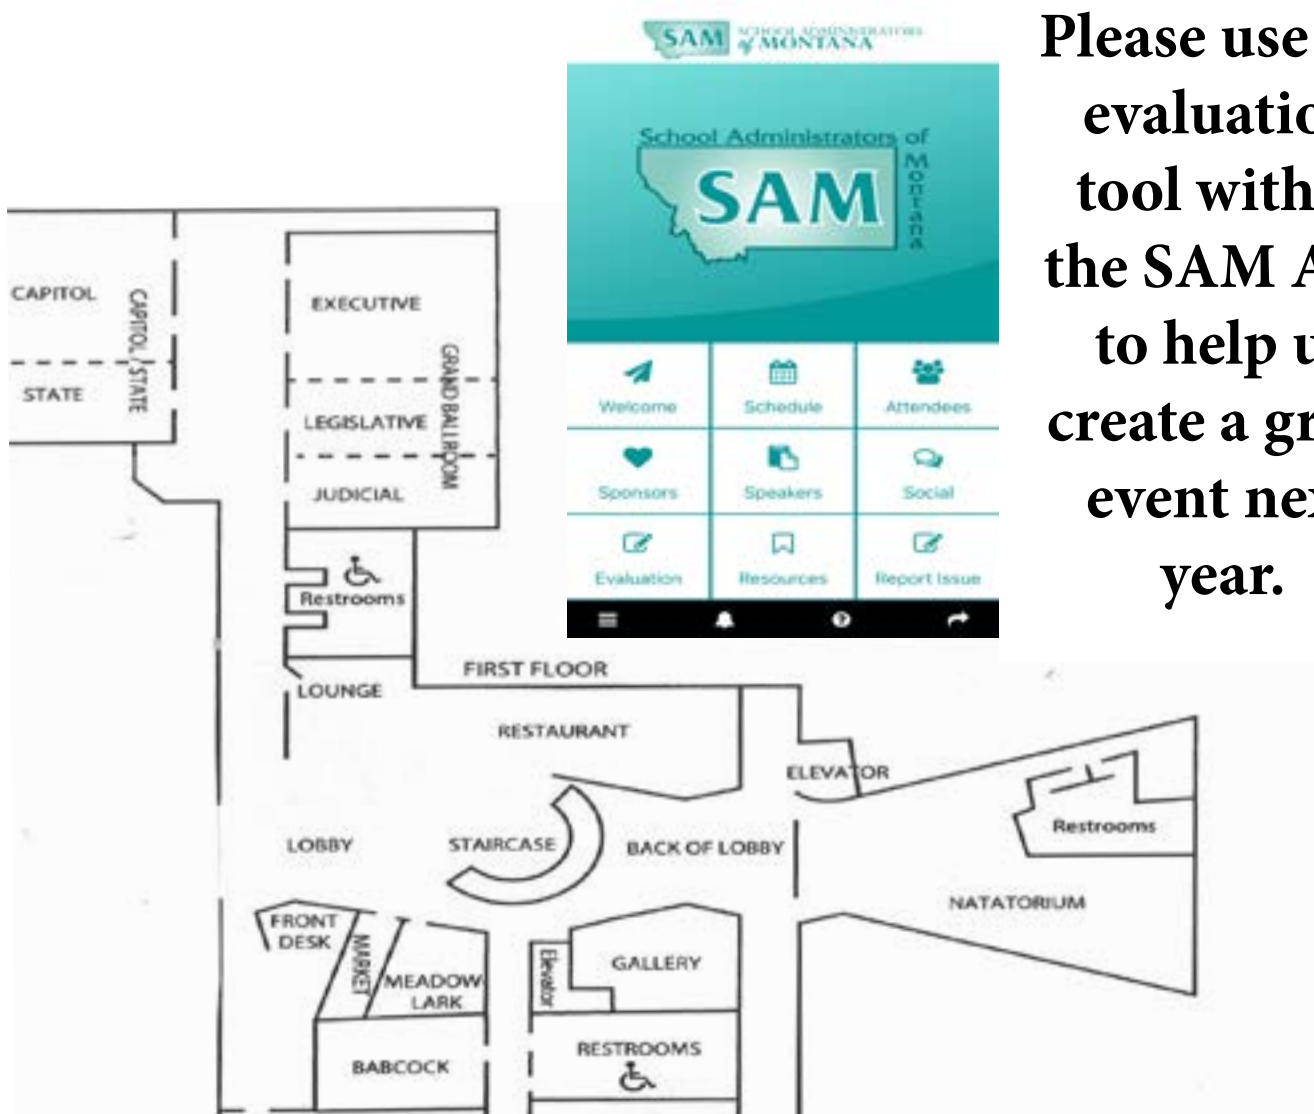 SAM
SCHOOL ADMINISTRATORS
of MONTANA
School Administrators of
Montana
SAM
Welcome
Schedule
Attendees
Sponsors
Speakers
Social
Evaluation
Resources
Report Issue
Please use
evaluatio
tool with
the SAM A
to help u
create a gr
event nex
year.
CAPITOL
STATE
CAPITOL/STATE
EXECUTIVE
LEGISLATIVE
JUDICIAL
GRAND BALLROOM
Restrooms
LOUNGE
FIRST FLOOR
RESTAURANT
ELEVATOR
Restrooms
LOBBY
STAIRCASE
BACK OF LOBBY
NATATORIUM
FRONT
DESK
MARKET
MEADOW
LARK
Elevator
GALLERY
BABCOCK
RESTROOMS